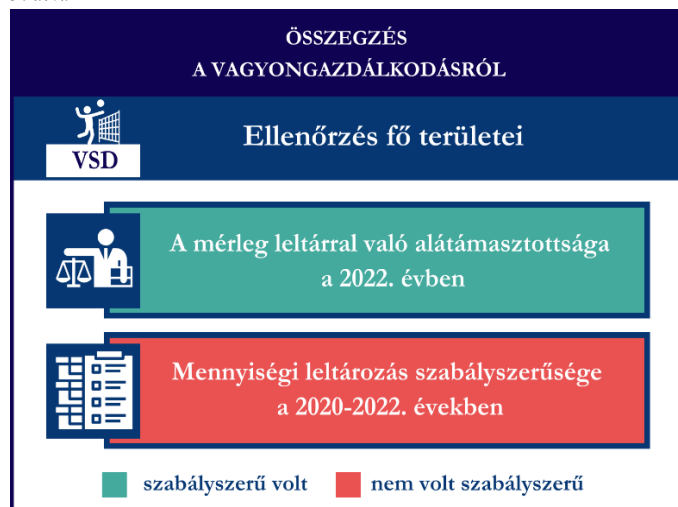 ÖSSZEGZÉS
A VAGYONGAZDÁLKODÁSRÓL
VSD
Ellenőrzés fő területei
A mérleg leltárral való alátámasztottsága
a 2022. évben
Mennyiségi leltározás szabályszerűsége
a 2020-2022. években
szabályszerű volt
nem volt szabályszerű